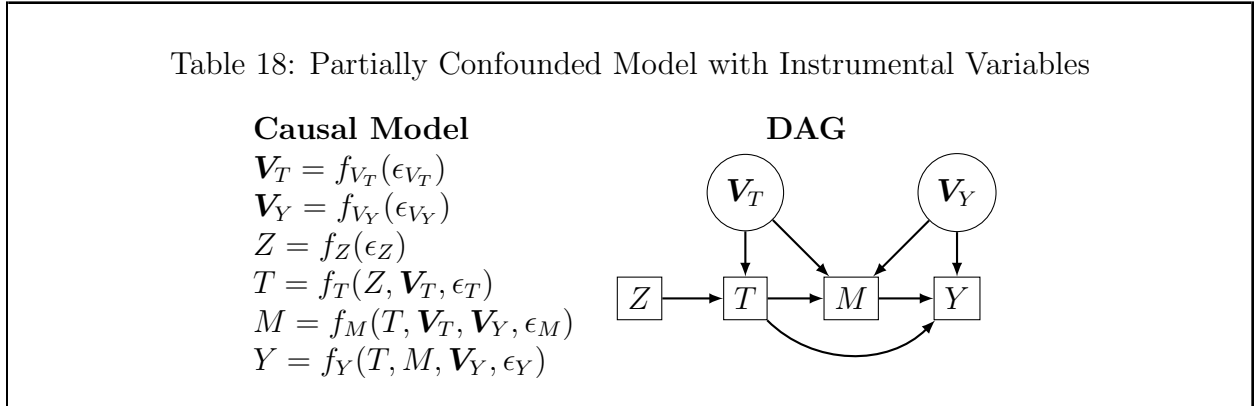 Table 18: Partially Confounded Model with Instrumental Variables
Causal Model
DAG
V_T = f_{V_T}(ϵ_{V_T})
V_Y = f_{V_Y}(ϵ_{V_Y})
Z = f_Z(ϵ_Z)
T = f_T(Z, V_T, ϵ_T)
M = f_M(T, V_T, V_Y, ϵ_M)
Y = f_Y(T, M, V_Y, ϵ_Y)
V_T V_Y
Z T M Y